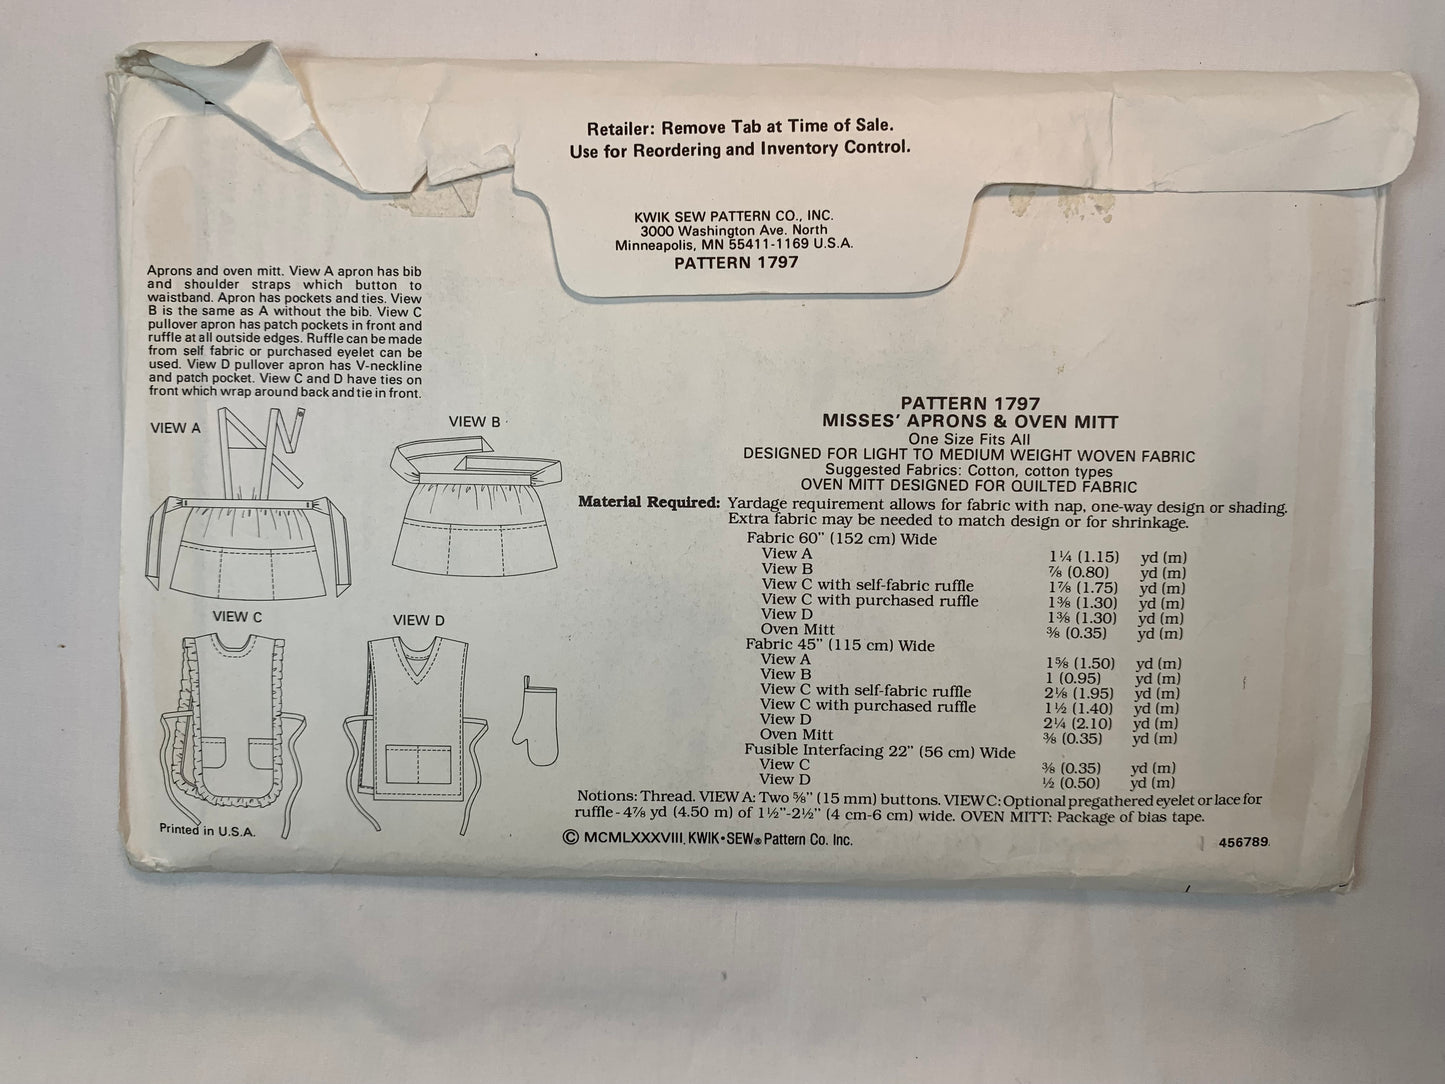 Retailer: Remove Tab at Time of Sale.
Use for Reordering and Inventory Control.
KWIK SEW PATTERN CO., INC.
3000 Washington Ave. North
Minneapolis, MN 55411-1169 U.S.A.
PATTERN 1797
Aprons and oven mitt. View A apron has bib
and shoulder straps which button to
waistband. Apron has pockets and ties. View
B is the same as A without the bib. View C
pullover apron has patch pockets in front and
ruffle at all outside edges. Ruffle can be made
from self fabric or purchased eyelet can be
used. View D pullover apron has V-neckline
and patch pocket. View C and D have ties on
front which wrap around back and tie in front.
VIEW A
VIEW B
VIEW C
VIEW D
Printed in U.S.A.
PATTERN 1797
MISSES' APRONS & OVEN MITT
One Size Fits All
DESIGNED FOR LIGHT TO MEDIUM WEIGHT WOVEN FABRIC
Suggested Fabrics: Cotton, cotton types
OVEN MITT DESIGNED FOR QUILTED FABRIC
Material Required: Yardage requirement allows for fabric with nap, one-way design or shading.
Extra fabric may be needed to match design or for shrinkage.
Fabric 60" (152 cm) Wide
View A 1¼ (1.15) yd (m)
View B ⅞ (0.80) yd (m)
View C with self-fabric ruffle 1⅞ (1.75) yd (m)
View C with purchased ruffle 1⅜ (1.30) yd (m)
View D 1⅜ (1.30) yd (m)
Oven Mitt ⅜ (0.35) yd (m)
Fabric 45" (115 cm) Wide
View A 1⅝ (1.50) yd (m)
View B 1 (0.95) yd (m)
View C with self-fabric ruffle 2⅛ (1.95) yd (m)
View C with purchased ruffle 1½ (1.40) yd (m)
View D 2¼ (2.10) yd (m)
Oven Mitt ⅜ (0.35) yd (m)
Fusible Interfacing 22" (56 cm) Wide
View C ⅜ (0.35) yd (m)
View D ½ (0.50) yd (m)
Notions: Thread. VIEW A: Two ⅝" (15 mm) buttons. VIEW C: Optional pregathered eyelet or lace for
ruffle - 4⅞ yd (4.50 m) of 1½"-2½" (4 cm-6 cm) wide. OVEN MITT: Package of bias tape.
© MCMLXXXVIII, KWIK•SEW® Pattern Co. Inc.
456789